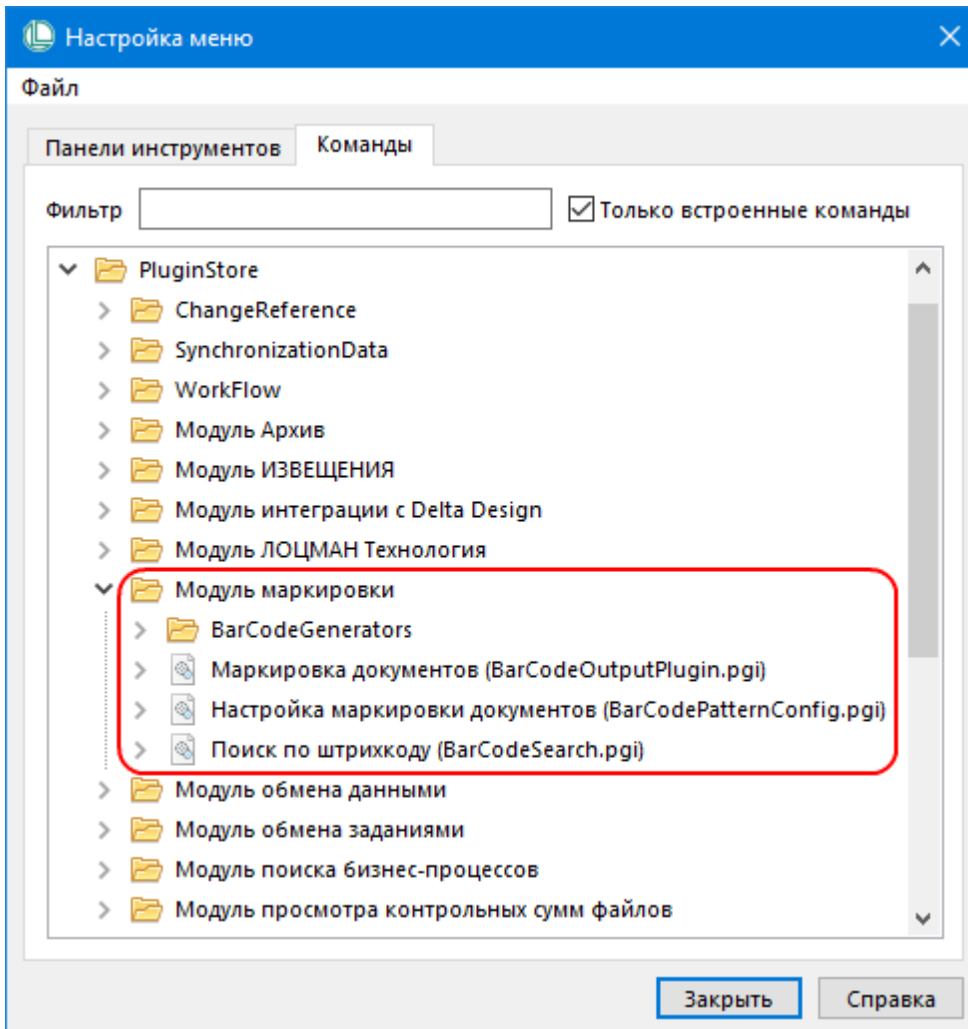 Настройка меню
Файл
Панели инструментов Команды
Фильтр Только встроенные команды
PluginStore
ChangeReference
SynchronizationData
WorkFlow
Модуль Архив
Модуль ИЗВЕЩЕНИЯ
Модуль интеграции с Delta Design
Модуль ЛОЦМАН Технология
Модуль маркировки
BarCodeGenerators
Маркировка документов (BarCodeOutputPlugin.pgi)
Настройка маркировки документов (BarCodePatternConfig.pgi)
Поиск по штрихкоду (BarCodeSearch.pgi)
Модуль обмена данными
Модуль обмена заданиями
Модуль поиска бизнес-процессов
Модуль просмотра контрольных сумм файлов
Закрыть Справка